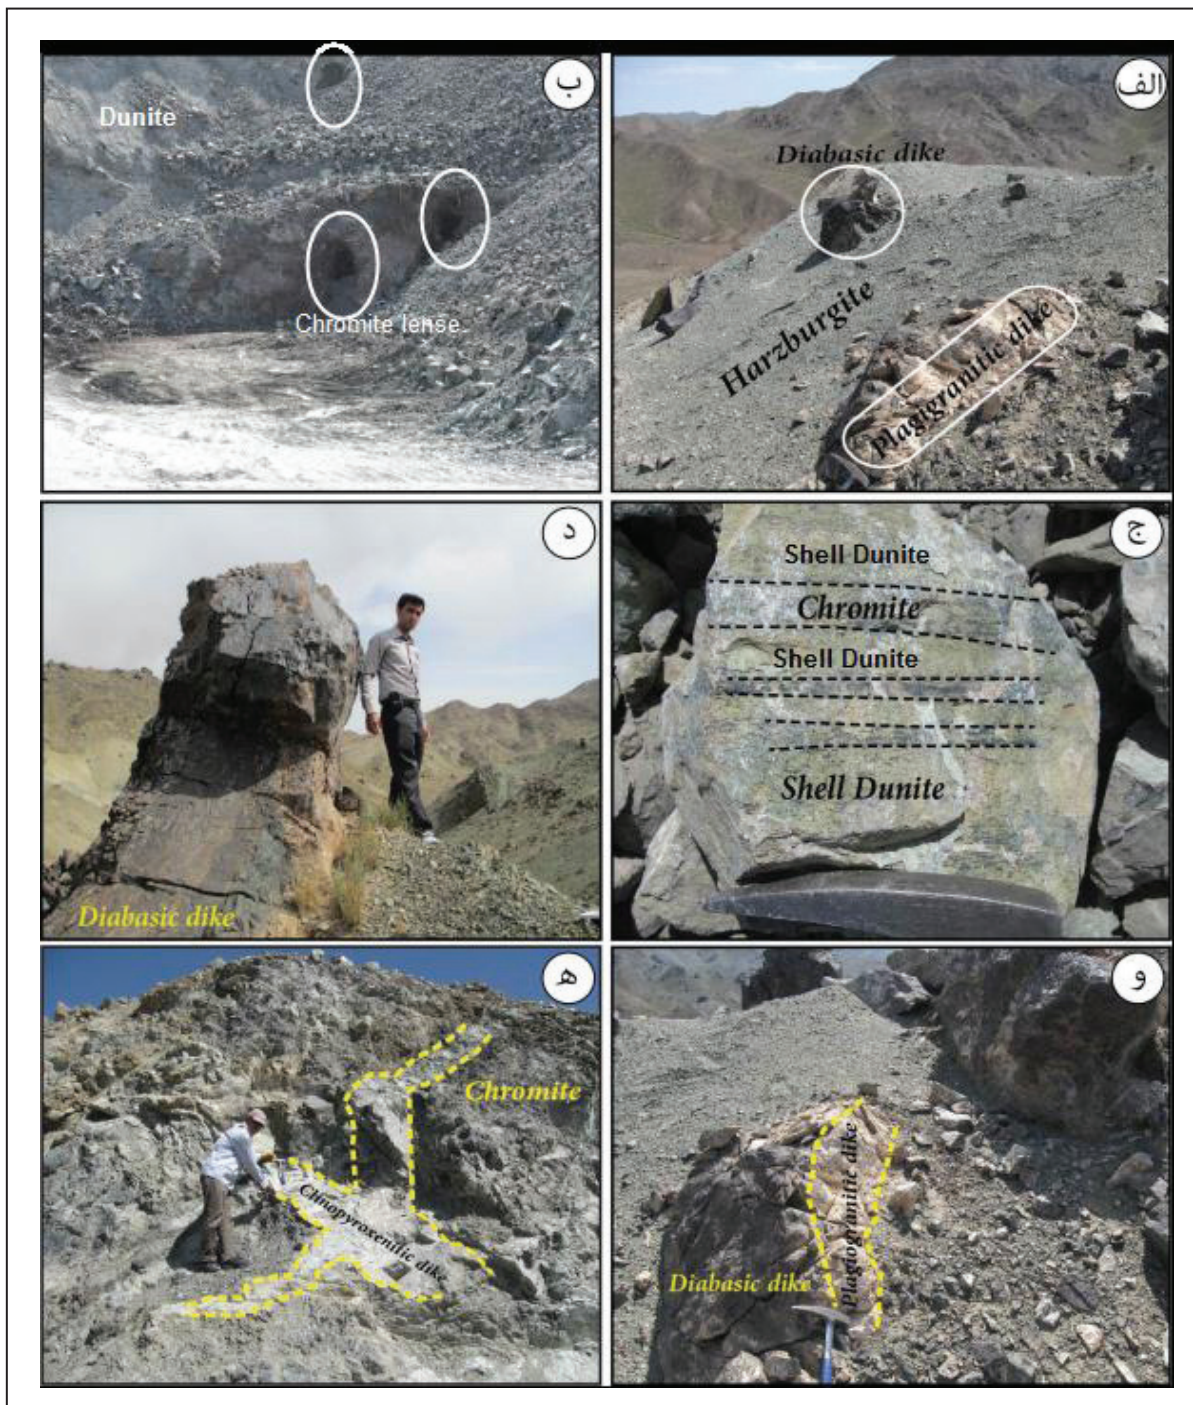 الف
Diabasic dike
Harzburgite
Plagigranitic dike
ب
Dunite
Chromite lense
ج
Shell Dunite
Chromite
Shell Dunite
Shell Dunite
د
Diabasic dike
ه
Chromite
Clinopyroxenitic dike
و
Plagiogranitic dike
Diabasic dike